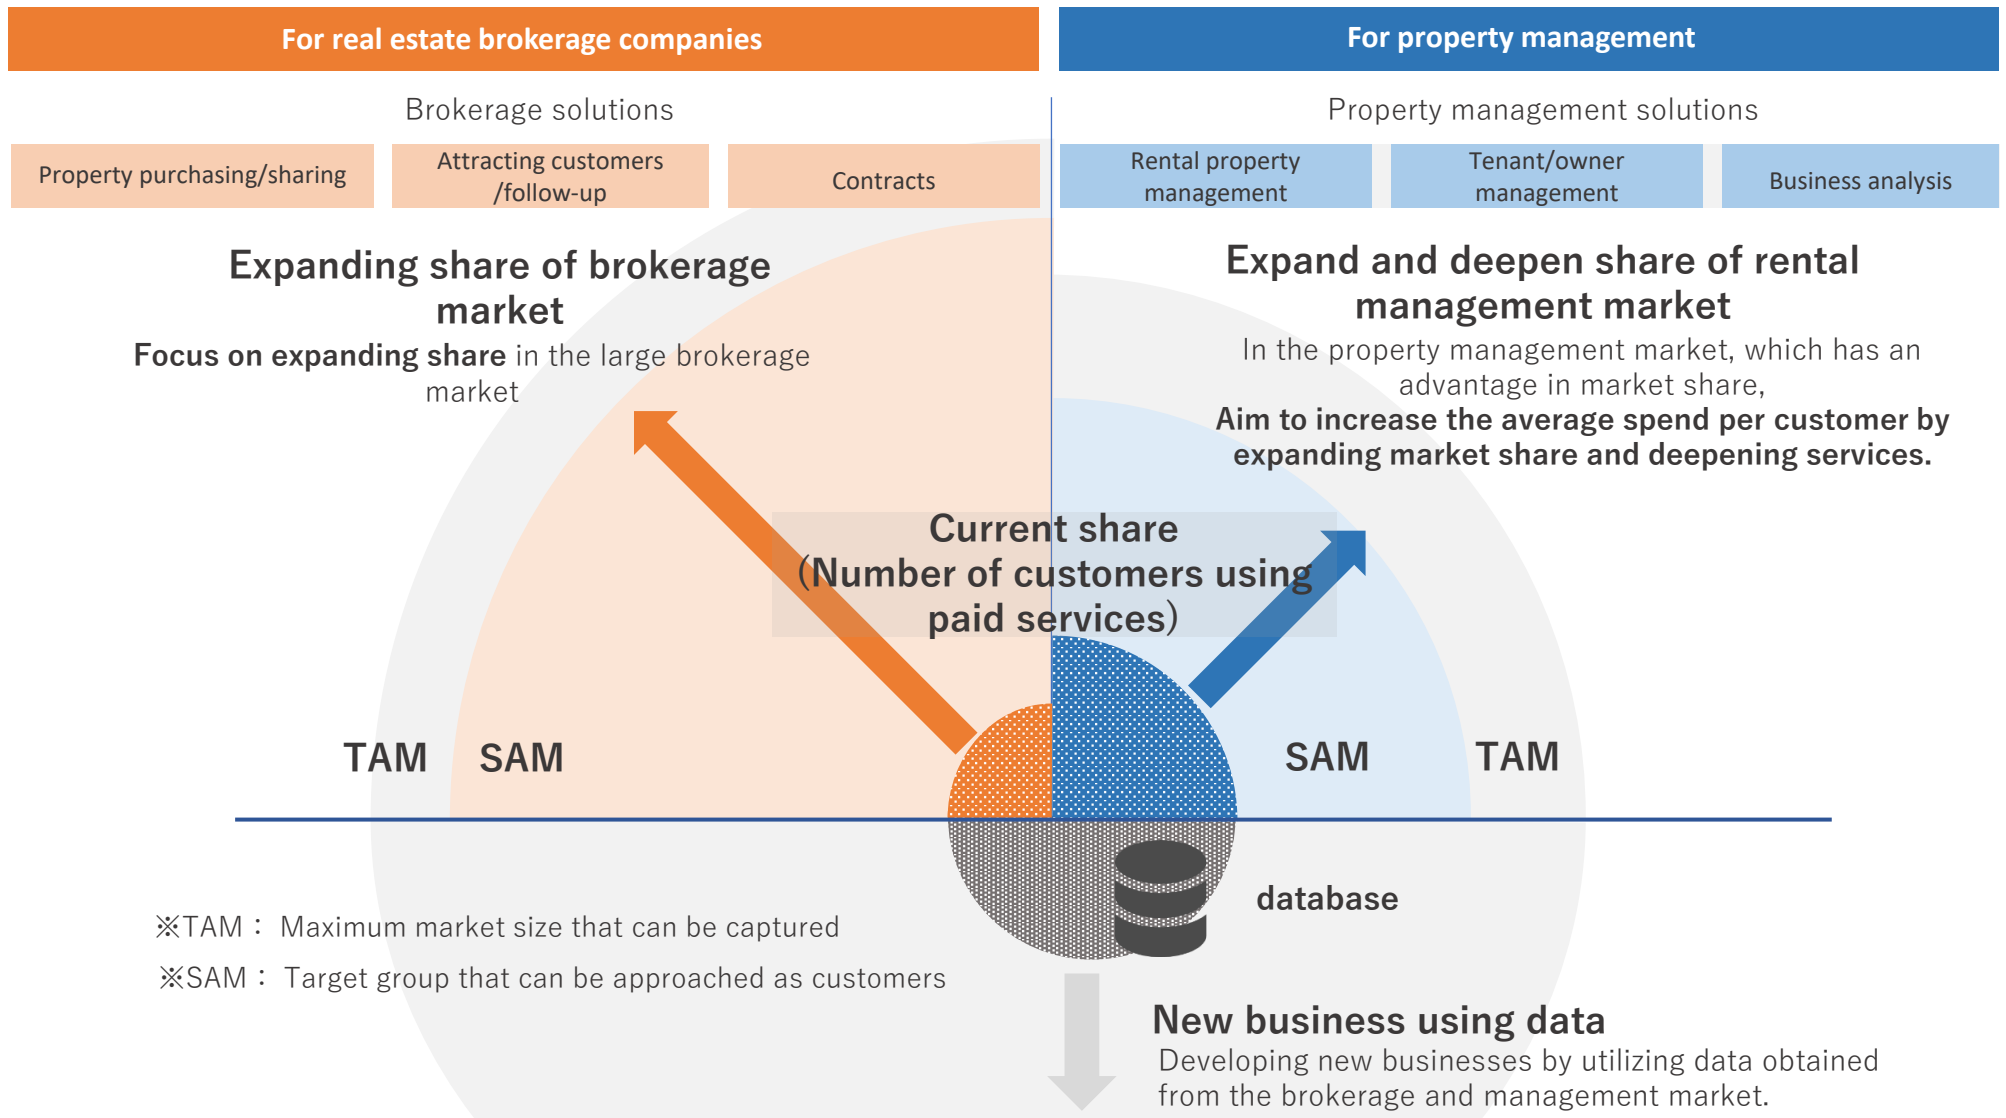 For real estate brokerage companies
For property management
Brokerage solutions
Property management solutions
Property purchasing/sharing
Attracting customers
/follow-up
Contracts
Rental property
management
Tenant/owner
management
Business analysis
Expanding share of brokerage
market
Focus on expanding share in the large brokerage
market
Expand and deepen share of rental
management market
In the property management market, which has an
advantage in market share,
Aim to increase the average spend per customer by
expanding market share and deepening services.
Current share
(Number of customers using
paid services)
TAM
SAM
SAM
TAM
database
※TAM： Maximum market size that can be captured
※SAM： Target group that can be approached as customers
New business using data
Developing new businesses by utilizing data obtained
from the brokerage and management market.